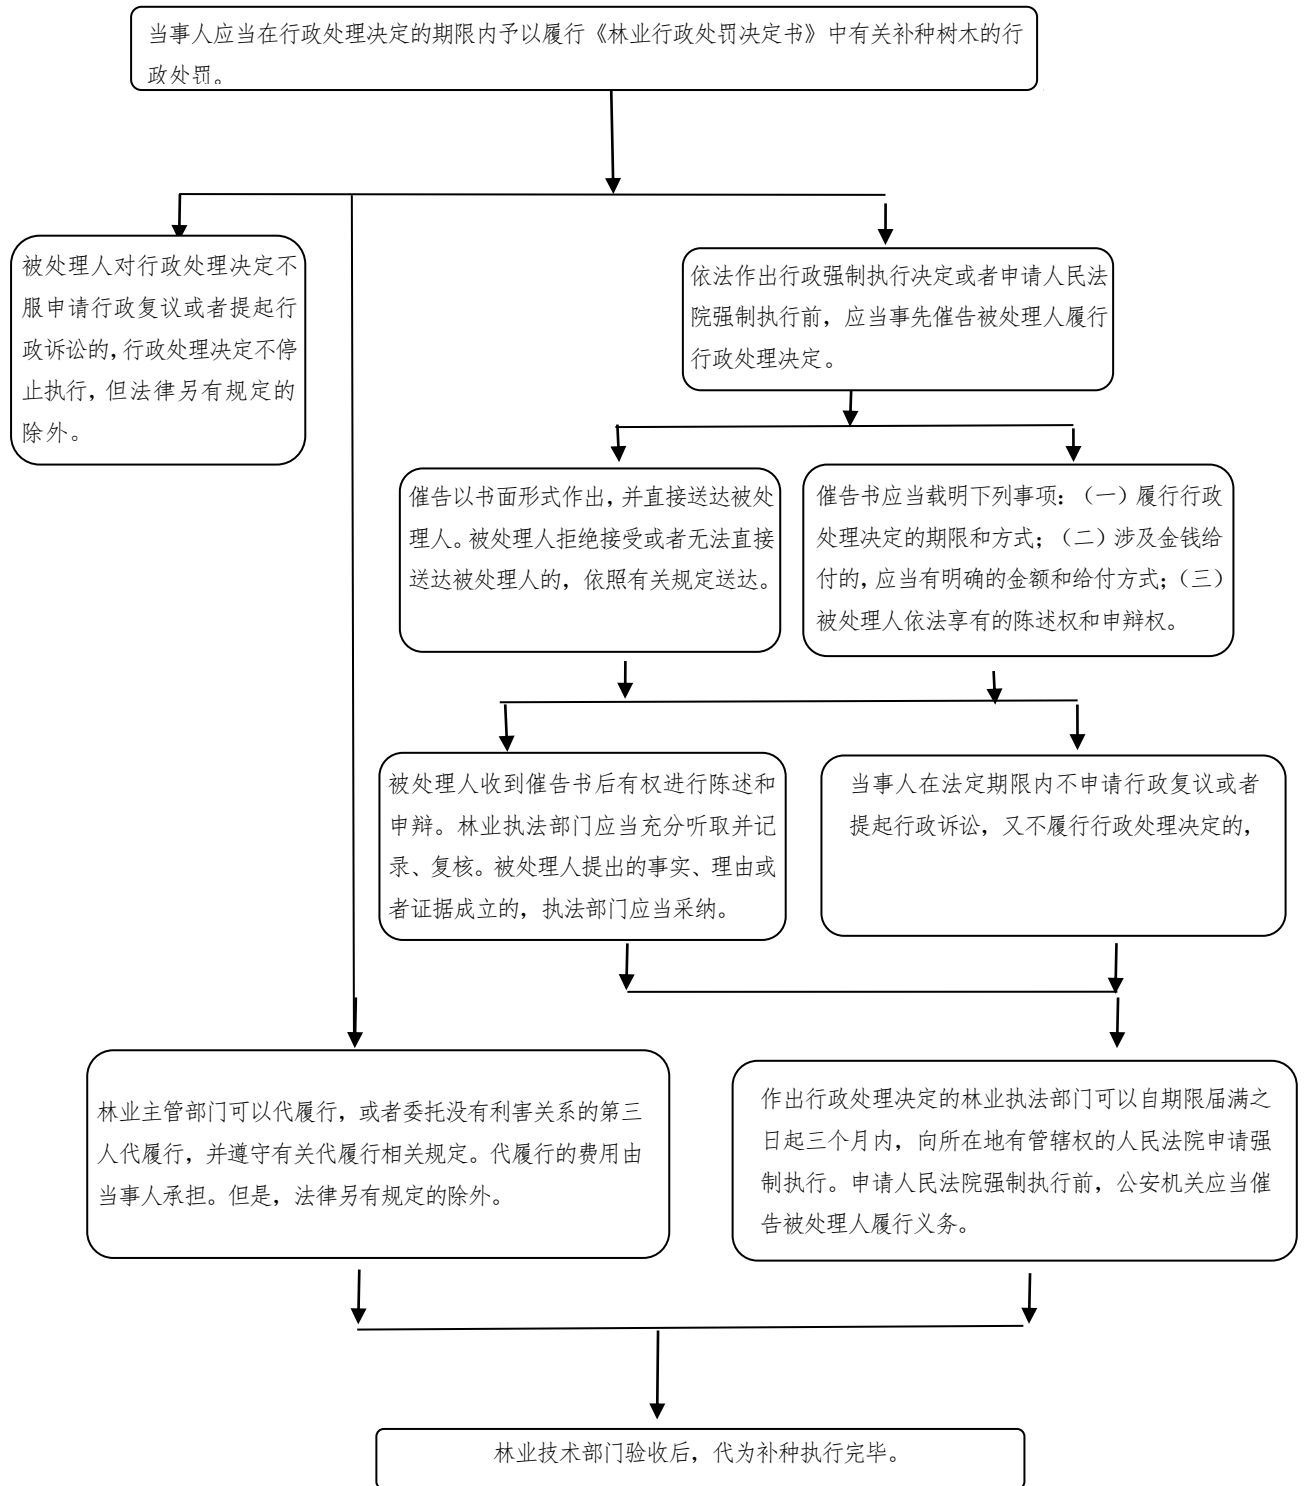 当事人应当在行政处理决定的期限内予以履行《林业行政处罚决定书》中有关补种树木的行
政处罚。
被处理人对行政处理决定不
服申请行政复议或者提起行
政诉讼的，行政处理决定不停
止执行，但法律另有规定的
除外。
依法作出行政强制执行决定或者申请人民法
院强制执行前，应当事先催告被处理人履行
行政处理决定。
催告以书面形式作出，并直接送达被处
理人。被处理人拒绝接受或者无法直接
送达被处理人的，依照有关规定送达。
催告书应当载明下列事项：（一）履行行政
处理决定的期限和方式；（二）涉及金钱给
付的，应当有明确的金额和给付方式；（三）
被处理人依法享有的陈述权和申辩权。
被处理人收到催告书后有权进行陈述和
申辩。林业执法部门应当充分听取并记
录、复核。被处理人提出的事实、理由或
者证据成立的，执法部门应当采纳。
当事人在法定期限内不申请行政复议或者
提起行政诉讼，又不履行行政处理决定的，
林业主管部门可以代履行，或者委托没有利害关系的第三
人代履行，并遵守有关代履行相关规定。代履行的费用由
当事人承担。但是，法律另有规定的除外。
作出行政处理决定的林业执法部门可以自期限届满之
日起三个月内，向所在地有管辖权的人民法院申请强
制执行。申请人民法院强制执行前，公安机关应当催
告被处理人履行义务。
林业技术部门验收后，代为补种执行完毕。